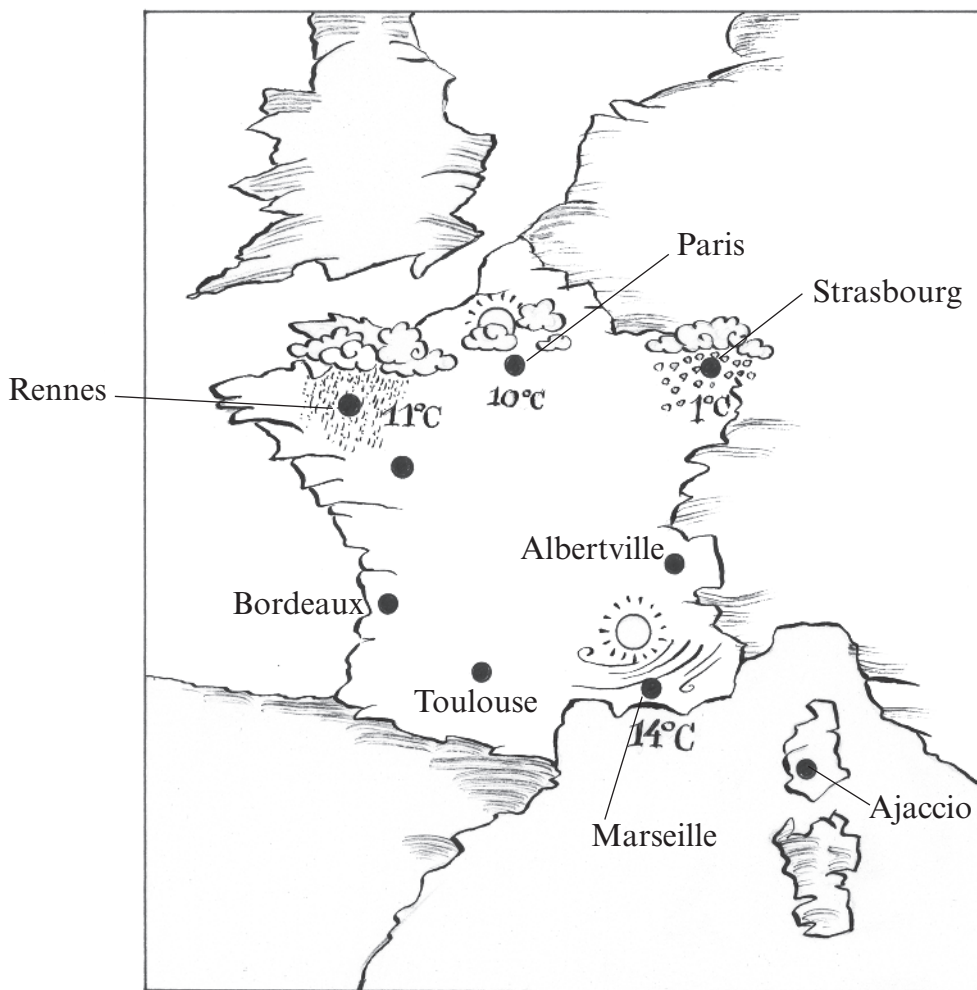 Paris
Strasbourg
Rennes
11°C
10°C
1°C
Albertville
Bordeaux
Toulouse
14°C
Ajaccio
Marseille